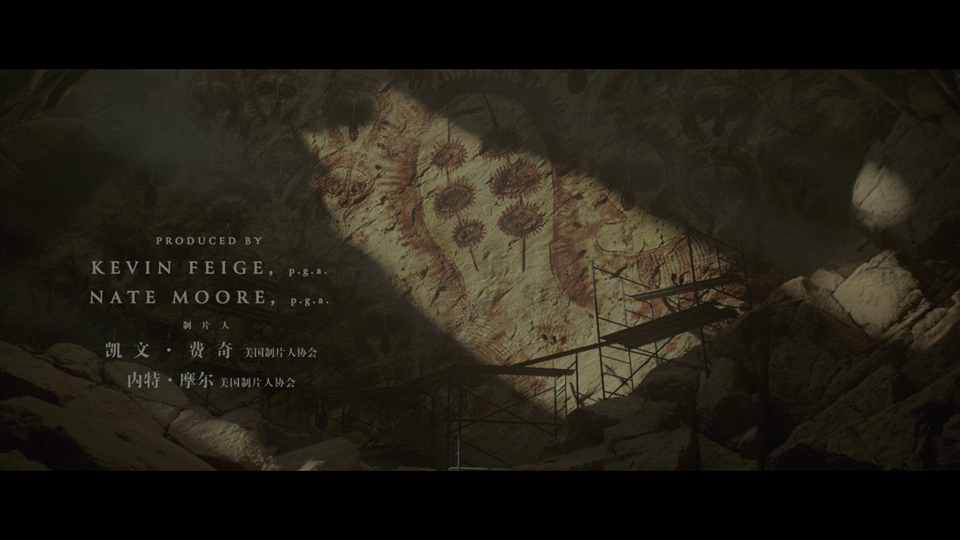 PRODUCED BY
KEVIN FEIGE, p.g.a.
NATE MOORE, p.g.a.
制片人
凯文·费奇 美国制片人协会
内特·摩尔 美国制片人协会